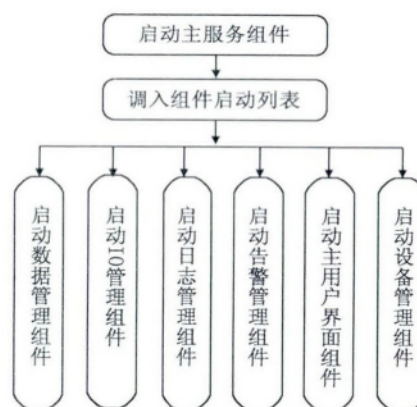 启动主服务组件
调入组件启动列表
启动数据管理组件
启动IO管理组件
启动日志管理组件
启动告警管理组件
启动主用户界面组件
启动设备管理组件